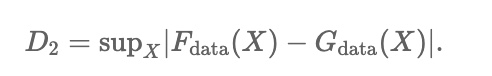 D₂ = sup_X|F_data(X) − G_data(X)|.